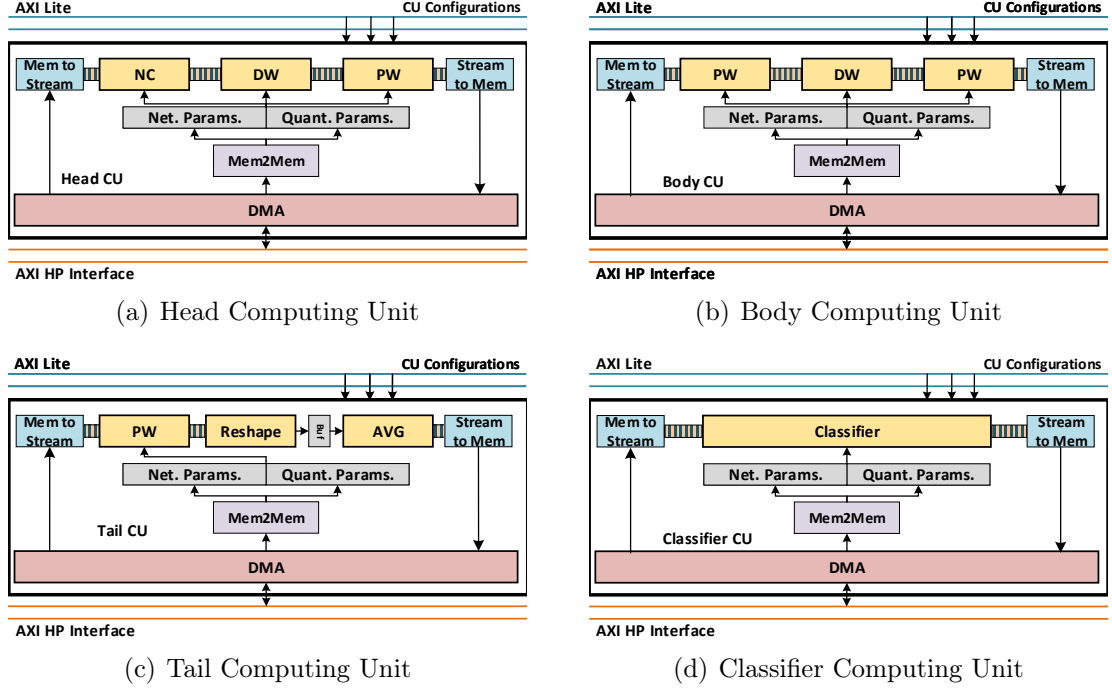 AXI Lite
CU Configurations
Mem to
Stream
NC
DW
PW
Stream
to Mem
Net. Params.
Quant. Params.
Mem2Mem
Head CU
DMA
AXI HP Interface
(a) Head Computing Unit
AXI Lite
CU Configurations
Mem to
Stream
PW
DW
PW
Stream
to Mem
Net. Params.
Quant. Params.
Mem2Mem
Body CU
DMA
AXI HP Interface
(b) Body Computing Unit
AXI Lite
CU Configurations
Mem to
Stream
PW
Reshape
Buf
AVG
Stream
to Mem
Net. Params.
Quant. Params.
Mem2Mem
Tail CU
DMA
AXI HP Interface
(c) Tail Computing Unit
AXI Lite
CU Configurations
Mem to
Stream
Classifier
Stream
to Mem
Net. Params.
Quant. Params.
Mem2Mem
Classifier CU
DMA
AXI HP Interface
(d) Classifier Computing Unit